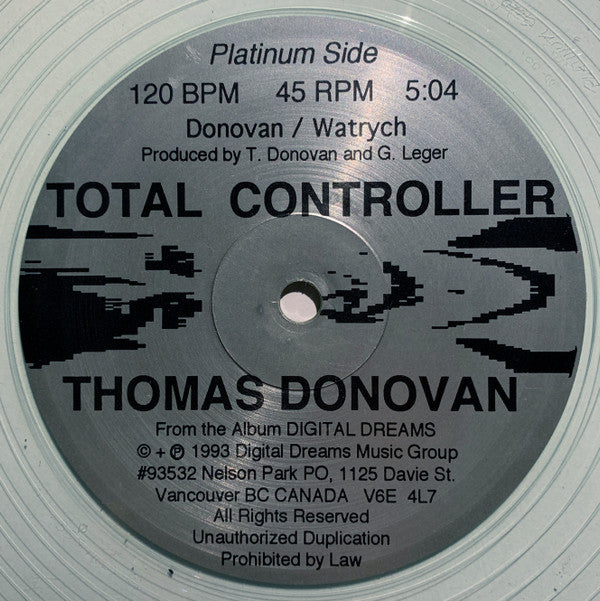 Platinum Side
120 BPM 45 RPM 5:04
Donovan / Watrych
Produced by T. Donovan and G. Leger
TOTAL CONTROLLER
THOMAS DONOVAN
From the Album DIGITAL DREAMS
© + ℗ 1993 Digital Dreams Music Group
#93532 Nelson Park PO, 1125 Davie St.
Vancouver BC CANADA V6E 4L7
All Rights Reserved
Unauthorized Duplication
Prohibited by Law